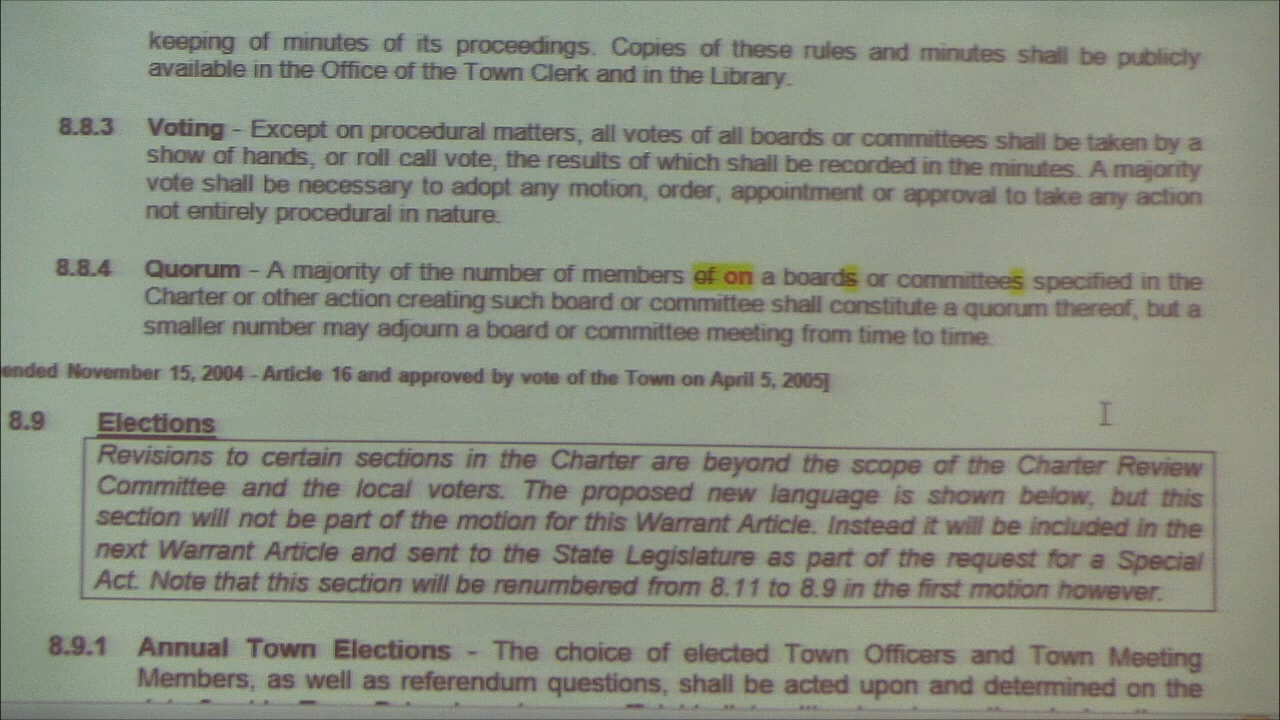 keeping of minutes of its proceedings. Copies of these rules and minutes shall be publicly
available in the Office of the Town Clerk and in the Library.
8.8.3 Voting - Except on procedural matters, all votes of all boards or committees shall be taken by a
show of hands, or roll call vote, the results of which shall be recorded in the minutes. A majority
vote shall be necessary to adopt any motion, order, appointment or approval to take any action
not entirely procedural in nature.
8.8.4 Quorum - A majority of the number of members of on a boards or committees specified in the
Charter or other action creating such board or committee shall constitute a quorum thereof, but a
smaller number may adjourn a board or committee meeting from time to time.
ended November 15, 2004 - Article 16 and approved by vote of the Town on April 5, 2005]
8.9 Elections
Revisions to certain sections in the Charter are beyond the scope of the Charter Review
Committee and the local voters. The proposed new language is shown below, but this
section will not be part of the motion for this Warrant Article. Instead it will be included in the
next Warrant Article and sent to the State Legislature as part of the request for a Special
Act. Note that this section will be renumbered from 8.11 to 8.9 in the first motion however.
8.9.1 Annual Town Elections - The choice of elected Town Officers and Town Meeting
Members, as well as referendum questions, shall be acted upon and determined on the